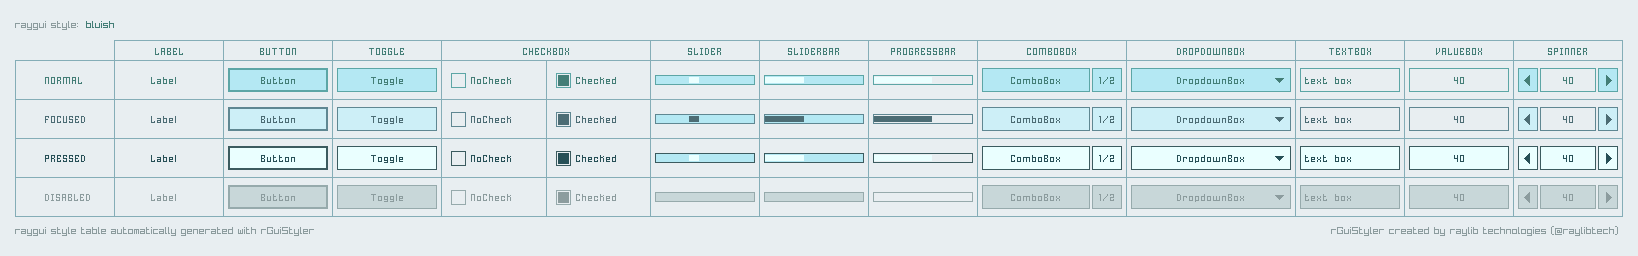 raygui style: bluish
LABEL BUTTON TOGGLE CHECKBOX SLIDER SLIDERBAR PROGRESSBAR COMBOBOX DROPDOWNBOX TEXTBOX VALUEBOX SPINNER
NORMAL Label Button Toggle NoCheck Checked ComboBox 1/2 DropdownBox text box 40 40
FOCUSED Label Button Toggle NoCheck Checked ComboBox 1/2 DropdownBox text box 40 40
PRESSED Label Button Toggle NoCheck Checked ComboBox 1/2 DropdownBox text box 40 40
DISABLED Label Button Toggle NoCheck Checked ComboBox 1/2 DropdownBox text box 40 40
raygui style table automatically generated with rGuiStyler rGuiStyler created by raylib technologies (@raylibtech)